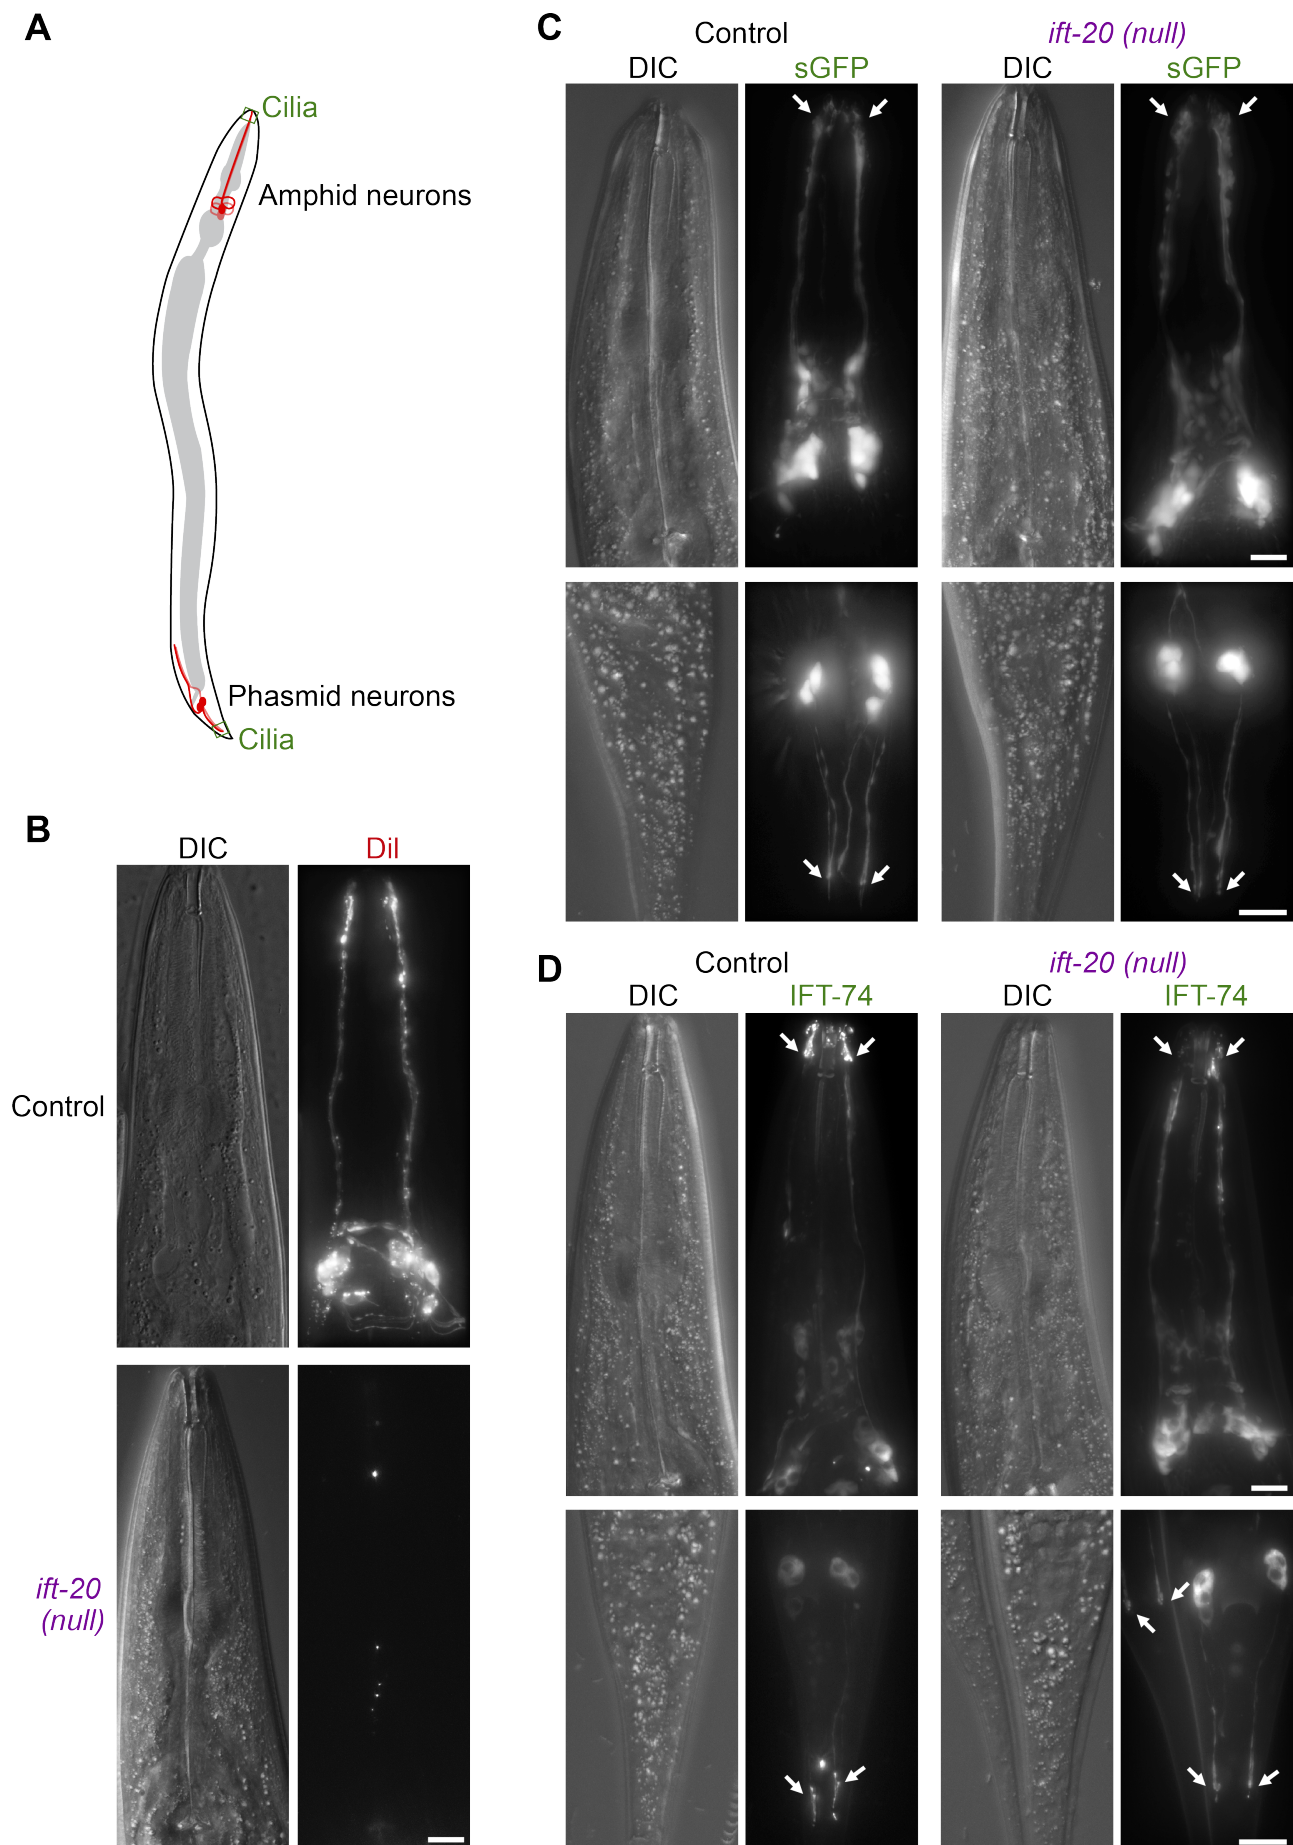 A
Cilia
Amphid neurons
Phasmid neurons
Cilia
B
DIC
DiI
Control
ift-20
(null)
C
Control
ift-20 (null)
DIC
sGFP
DIC
sGFP
D
Control
ift-20 (null)
DIC
IFT-74
DIC
IFT-74